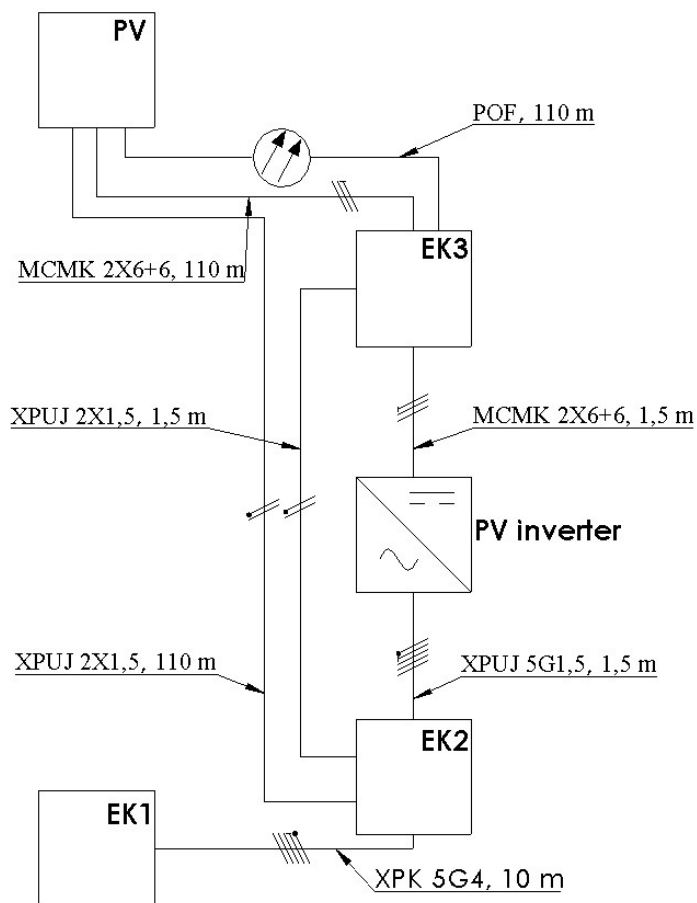 PV
POF, 110 m
EK3
MCMK 2X6+6, 110 m
XPUJ 2X1,5, 1,5 m
MCMK 2X6+6, 1,5 m
PV inverter
XPUJ 2X1,5, 110 m
XPUJ 5G1,5, 1,5 m
EK2
EK1
XPK 5G4, 10 m